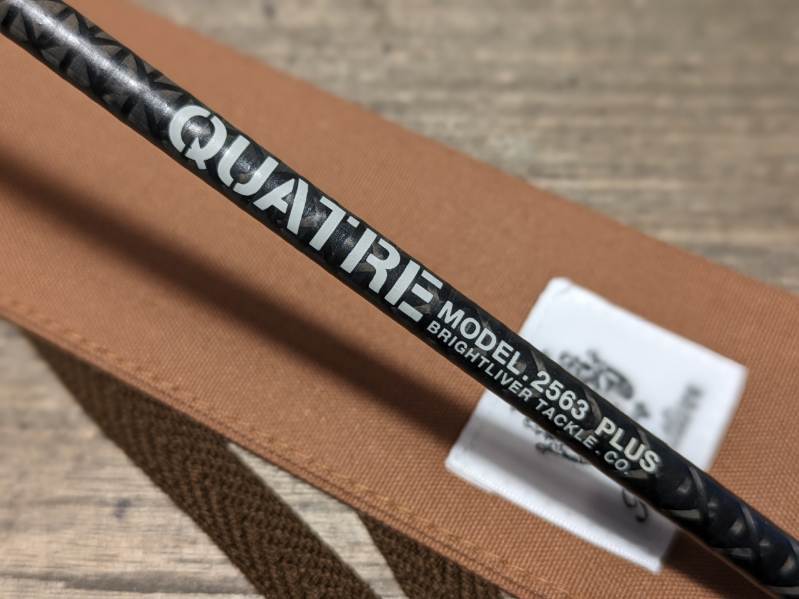 QUATRE
MODEL.2563 PLUS
BRIGHTLIVER TACKLE.CO.